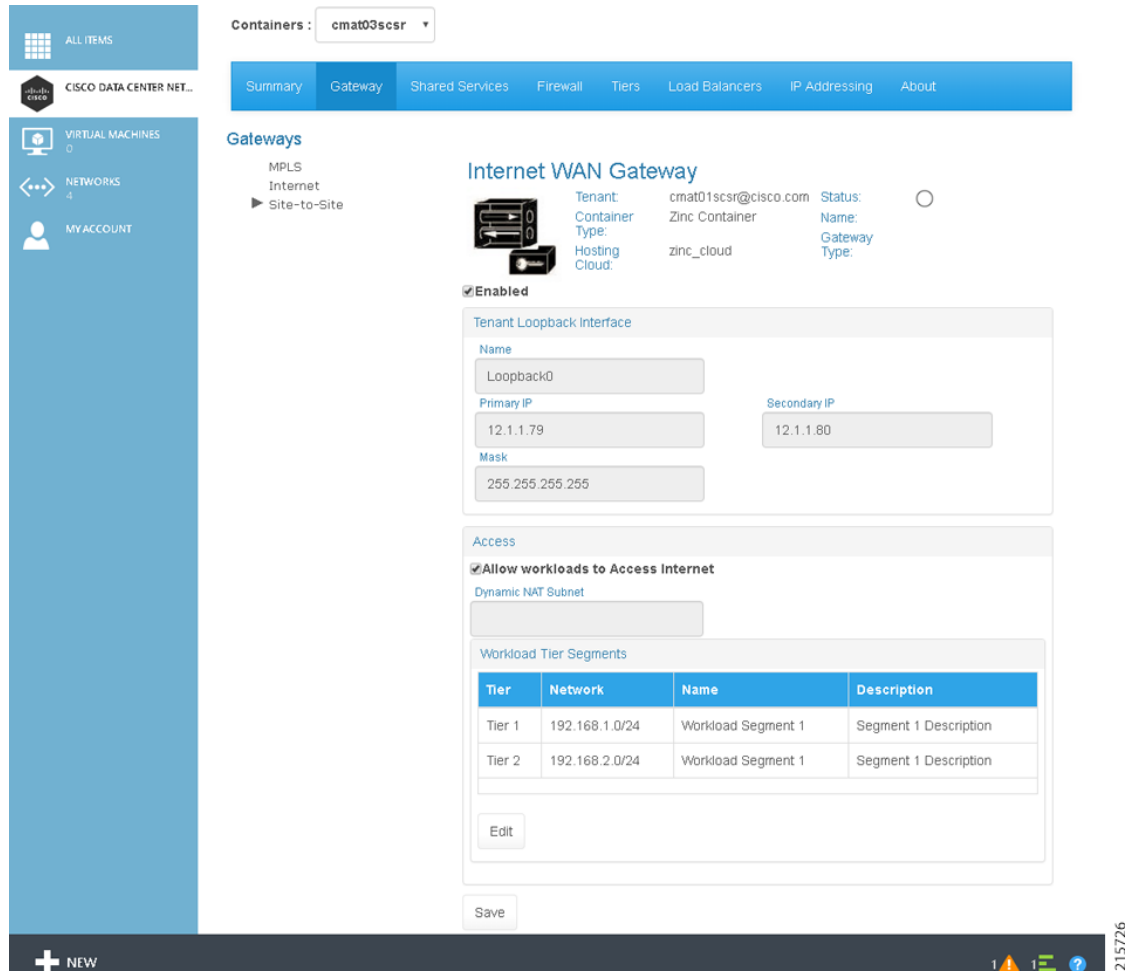 Containers : cmat03scsr
ALL ITEMS
CISCO
CISCO DATA CENTER NET...
VIRTUAL MACHINES
0
NETWORKS
4
MY ACCOUNT
Summary Gateway Shared Services Firewall Tiers Load Balancers IP Addressing About
Gateways
MPLS
Internet
Site-to-Site
Internet WAN Gateway
Tenant: cmat01scsr@cisco.com Status:
Container Type: Zinc Container Name:
Hosting Cloud: zinc_cloud Gateway Type:
Enabled
Tenant Loopback Interface
Name
Loopback0
Primary IP Secondary IP
12.1.1.79 12.1.1.80
Mask
255.255.255.255
Access
Allow workloads to Access Internet
Dynamic NAT Subnet
Workload Tier Segments
Tier Network Name Description
Tier 1 192.168.1.0/24 Workload Segment 1 Segment 1 Description
Tier 2 192.168.2.0/24 Workload Segment 1 Segment 1 Description
Edit
Save
NEW
1 1 ?
215726